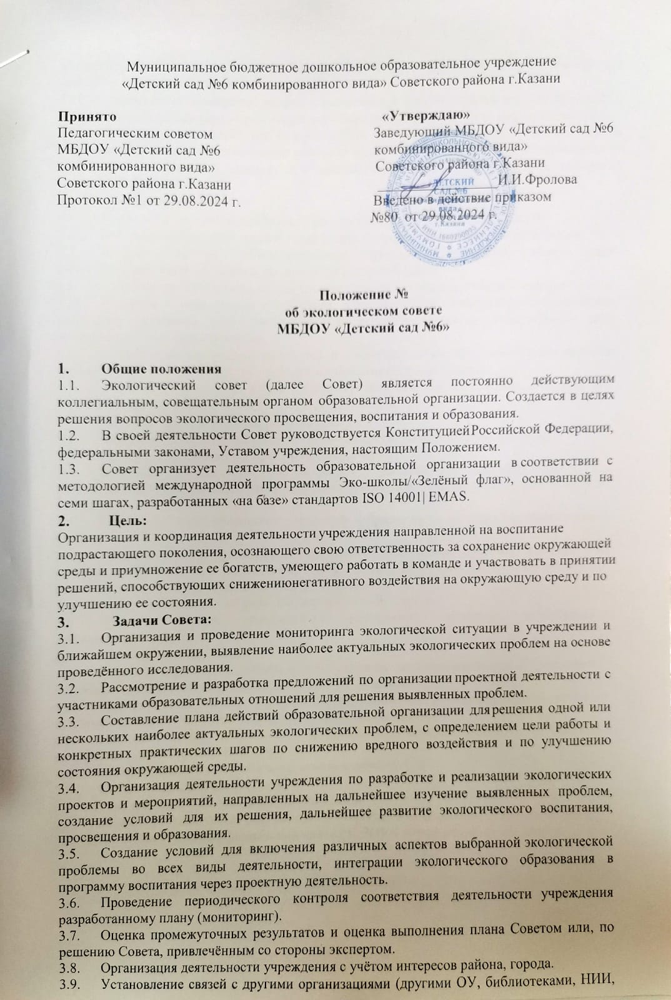 Муниципальное бюджетное дошкольное образовательное учреждение
«Детский сад №6 комбинированного вида» Советского района г.Казани
Принято
Педагогическим советом
МБДОУ «Детский сад №6
комбинированного вида»
Советского района г.Казани
Протокол №1 от 29.08.2024 г.
«Утверждаю»
Заведующий МБДОУ «Детский сад №6
комбинированного вида»
Советского района г.Казани
И.И.Фролова
Введено в действие приказом
№80 от 29.08.2024 г.
ДЕТСКИЙ
САД №6
вида
г.Казани
Положение №
об экологическом совете
МБДОУ «Детский сад №6»
1. Общие положения
1.1. Экологический совет (далее Совет) является постоянно действующим
коллегиальным, совещательным органом образовательной организации. Создается в целях
решения вопросов экологического просвещения, воспитания и образования.
1.2. В своей деятельности Совет руководствуется КонституциейРоссийской Федерации,
федеральными законами, Уставом учреждения, настоящим Положением.
1.3. Совет организует деятельность образовательной организации в соответствии с
методологией международной программы Эко-школы/«Зелёный флаг», основанной на
семи шагах, разработанных «на базе» стандартов ISO 14001| EMAS.
2. Цель:
Организация и координация деятельности учреждения направленной на воспитание
подрастающего поколения, осознающего свою ответственность за сохранение окружающей
среды и приумножение ее богатств, умеющего работать в команде и участвовать в принятии
решений, способствующих снижениюнегативного воздействия на окружающую среду и по
улучшению ее состояния.
3. Задачи Совета:
3.1. Организация и проведение мониторинга экологической ситуации в учреждении и
ближайшем окружении, выявление наиболее актуальных экологических проблем на основе
проведённого исследования.
3.2. Рассмотрение и разработка предложений по организации проектной деятельности с
участниками образовательных отношений для решения выявленных проблем.
3.3. Составление плана действий образовательной организации для решения одной или
нескольких наиболее актуальных экологических проблем, с определением цели работы и
конкретных практических шагов по снижению вредного воздействия и по улучшению
состояния окружающей среды.
3.4. Организация деятельности учреждения по разработке и реализации экологических
проектов и мероприятий, направленных на дальнейшее изучение выявленных проблем,
создание условий для их решения, дальнейшее развитие экологического воспитания,
просвещения и образования.
3.5. Создание условий для включения различных аспектов выбранной экологической
проблемы во всех виды деятельности, интеграции экологического образования в
программу воспитания через проектную деятельность.
3.6. Проведение периодического контроля соответствия деятельности учреждения
разработанному плану (мониторинг).
3.7. Оценка промежуточных результатов и оценка выполнения плана Советом или, по
решению Совета, привлечённым со стороны экспертом.
3.8. Организация деятельности учреждения с учётом интересов района, города.
3.9. Установление связей с другими организациями (другими ОУ, библиотеками, НИИ,